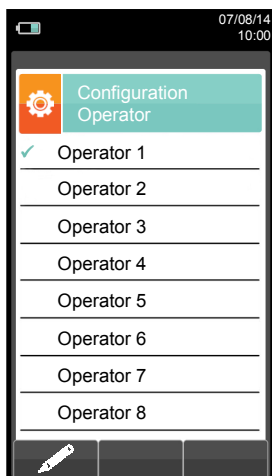 07/08/14
10:00
Configuration
Operator
Operator 1
Operator 2
Operator 3
Operator 4
Operator 5
Operator 6
Operator 7
Operator 8